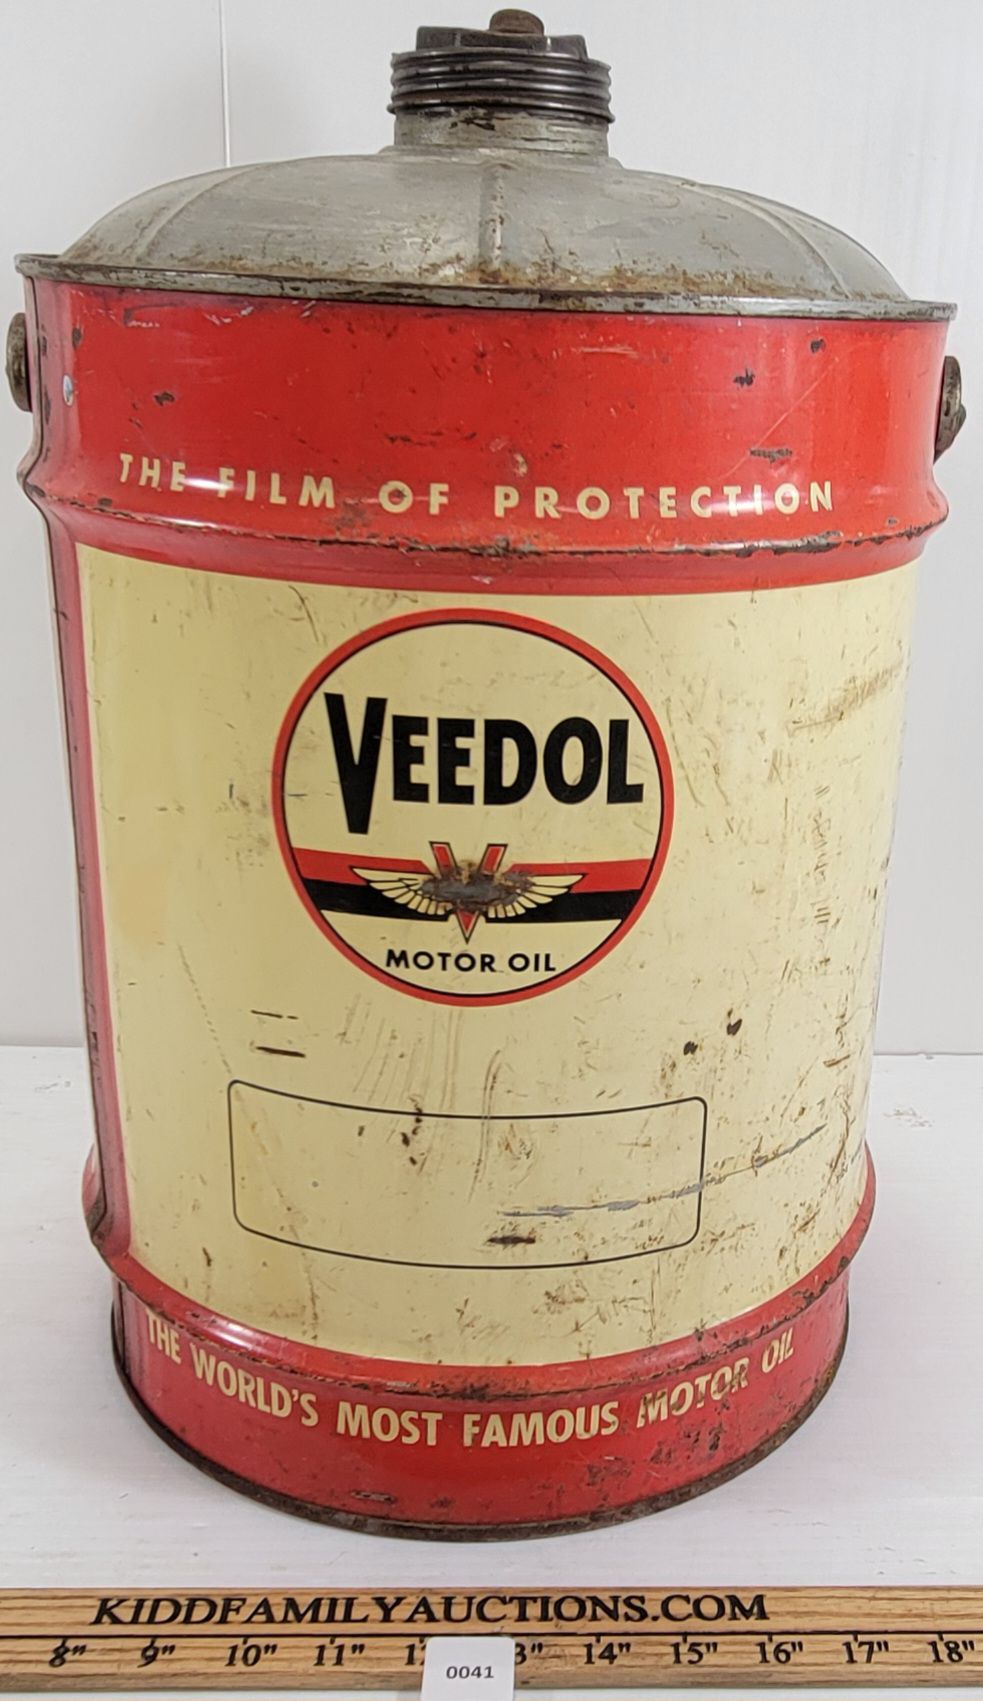 THE FILM OF PROTECTION
VEEDOL
MOTOR OIL
THE WORLD'S MOST FAMOUS MOTOR OIL
KIDDFAMILYAUCTIONS.COM
8" 9" 10" 11" 14" 15" 16" 17" 18"
0041